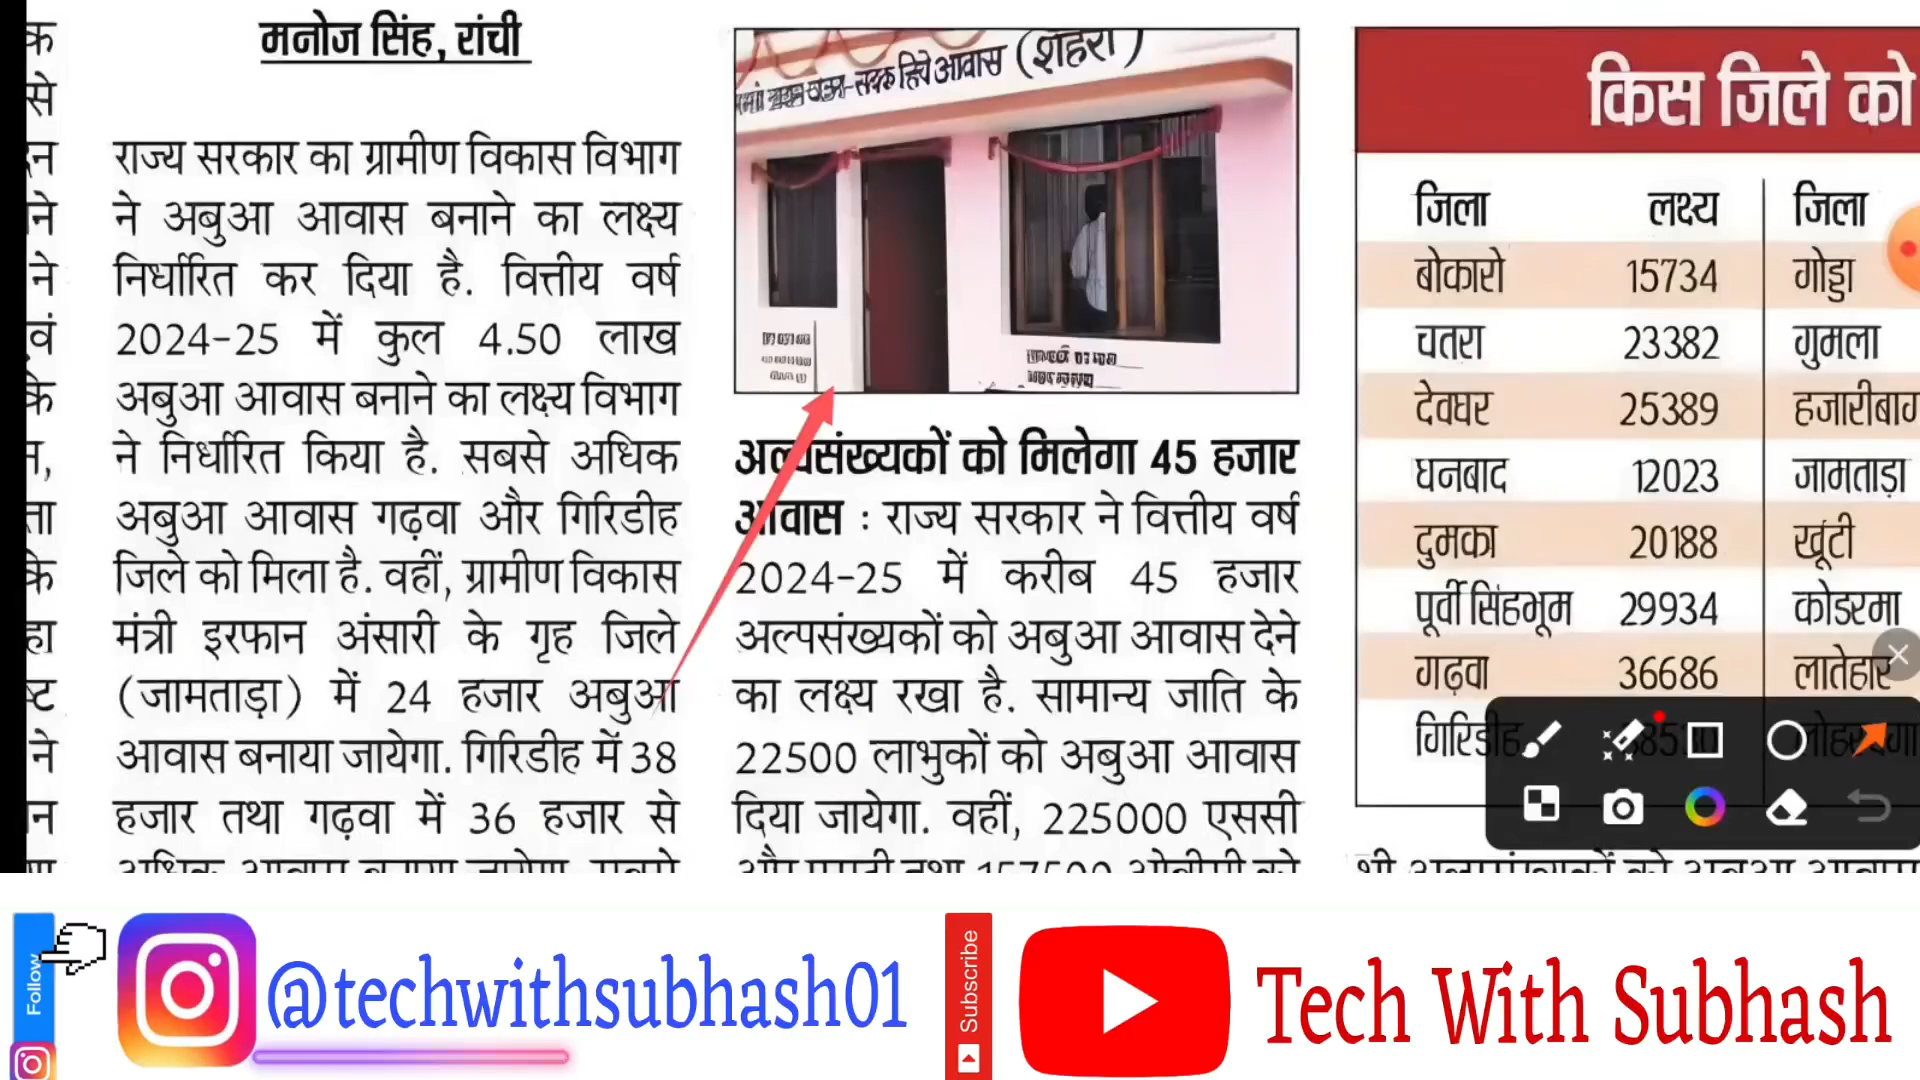 मनोज सिंह, रांची
राज्य सरकार का ग्रामीण विकास विभाग
ने अबुआ आवास बनाने का लक्ष्य
निर्धारित कर दिया है. वित्तीय वर्ष
2024-25 में कुल 4.50 लाख
अबुआ आवास बनाने का लक्ष्य विभाग
ने निर्धारित किया है. सबसे अधिक
अबुआ आवास गढ़वा और गिरिडीह
जिले को मिला है. वहीं, ग्रामीण विकास
मंत्री इरफान अंसारी के गृह जिले
(जामताड़ा) में 24 हजार अबुआ
आवास बनाया जायेगा. गिरिडीह में 38
हजार तथा गढ़वा में 36 हजार से
आवास (शहरी)
अल्पसंख्यकों को मिलेगा 45 हजार
आवास : राज्य सरकार ने वित्तीय वर्ष
2024-25 में करीब 45 हजार
अल्पसंख्यकों को अबुआ आवास देने
का लक्ष्य रखा है. सामान्य जाति के
22500 लाभुकों को अबुआ आवास
दिया जायेगा. वहीं, 225000 एससी
किस जिले को
जिला लक्ष्य जिला
बोकारो 15734 गोड्डा
चतरा 23382 गुमला
देवघर 25389 हजारीबाग
धनबाद 12023 जामताड़ा
दुमका 20188 खूंटी
पूर्वी सिंहभूम 29934 कोडरमा
गढ़वा 36686 लातेहार
गिरिडीह
Follow
@techwithsubhash01
Subscribe
Tech With Subhash